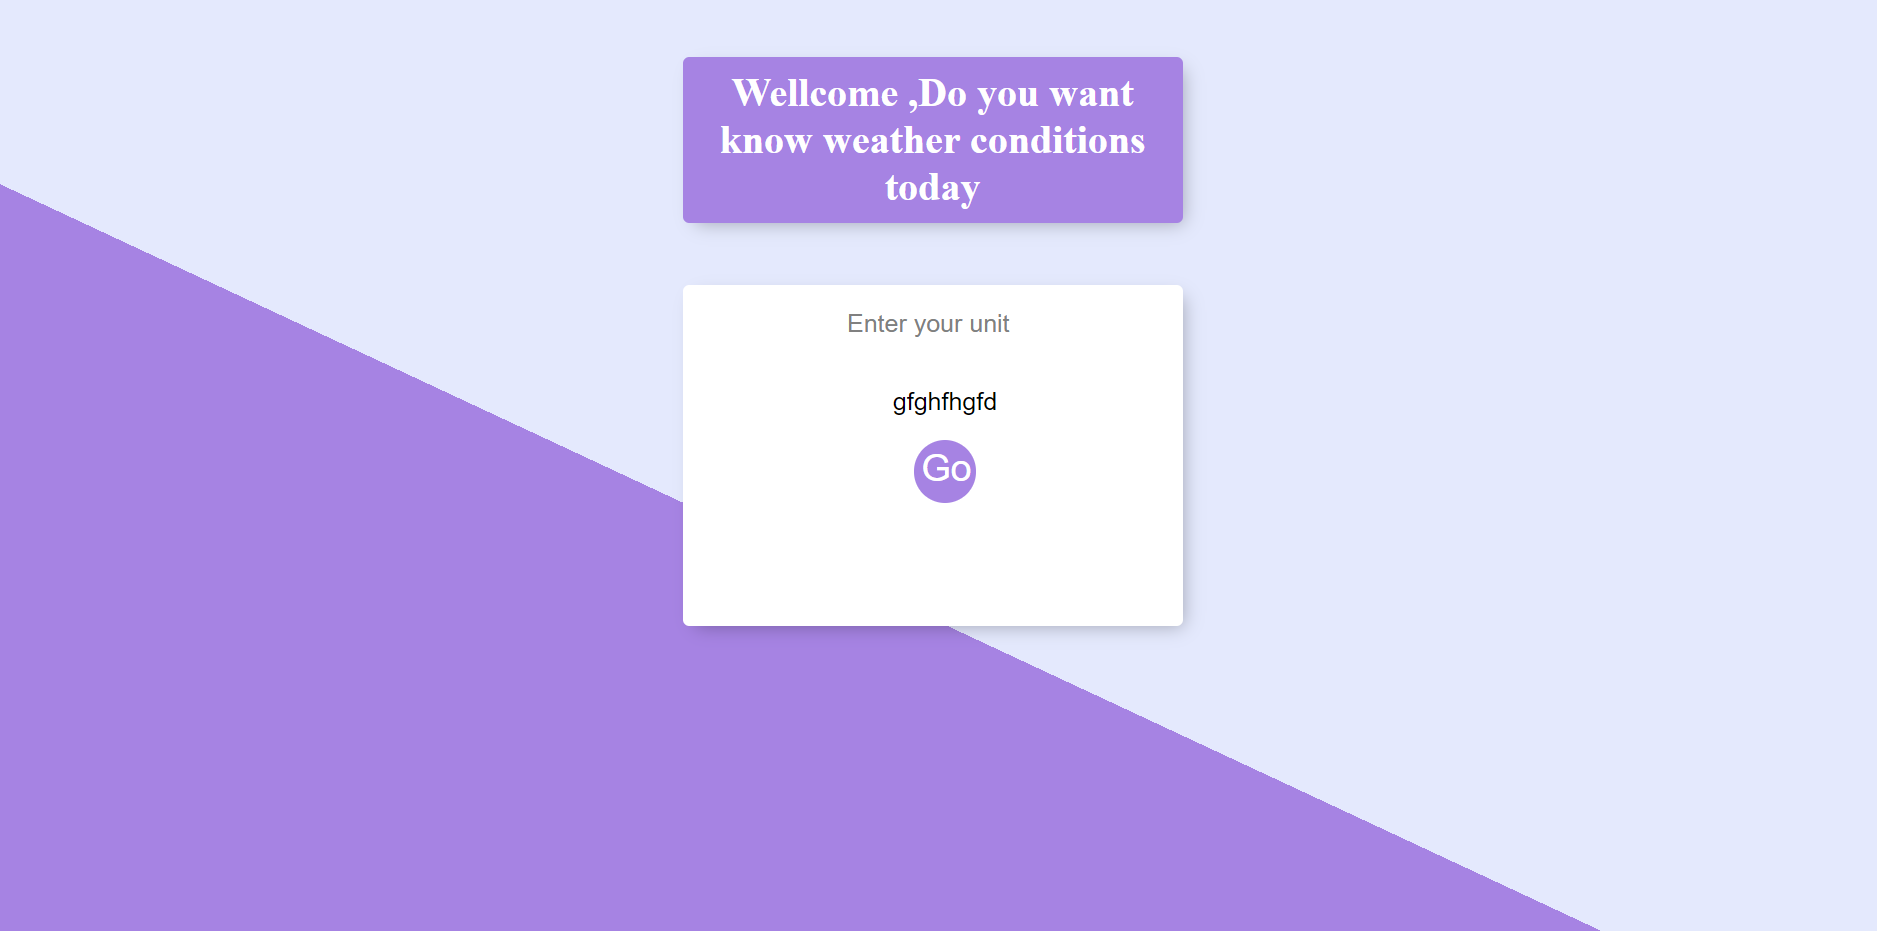 Wellcome ,Do you want
know weather conditions
today
Enter your unit
gfghfhgfd
Go